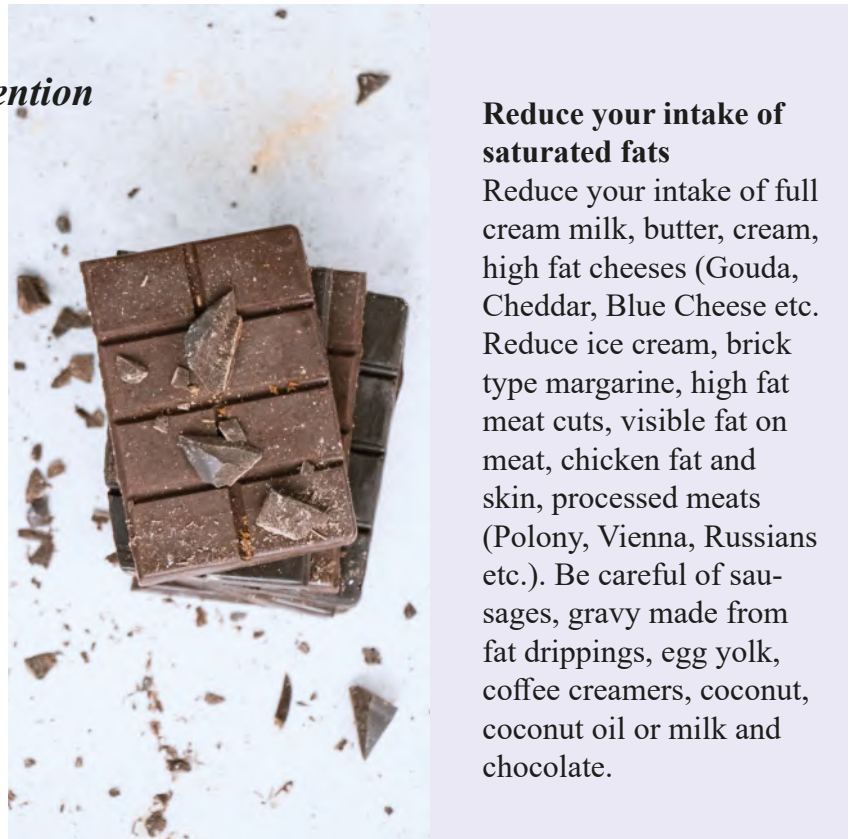 ention
Reduce your intake of
saturated fats
Reduce your intake of full
cream milk, butter, cream,
high fat cheeses (Gouda,
Cheddar, Blue Cheese etc.
Reduce ice cream, brick
type margarine, high fat
meat cuts, visible fat on
meat, chicken fat and
skin, processed meats
(Polony, Vienna, Russians
etc.). Be careful of sau-
sages, gravy made from
fat drippings, egg yolk,
coffee creamers, coconut,
coconut oil or milk and
chocolate.